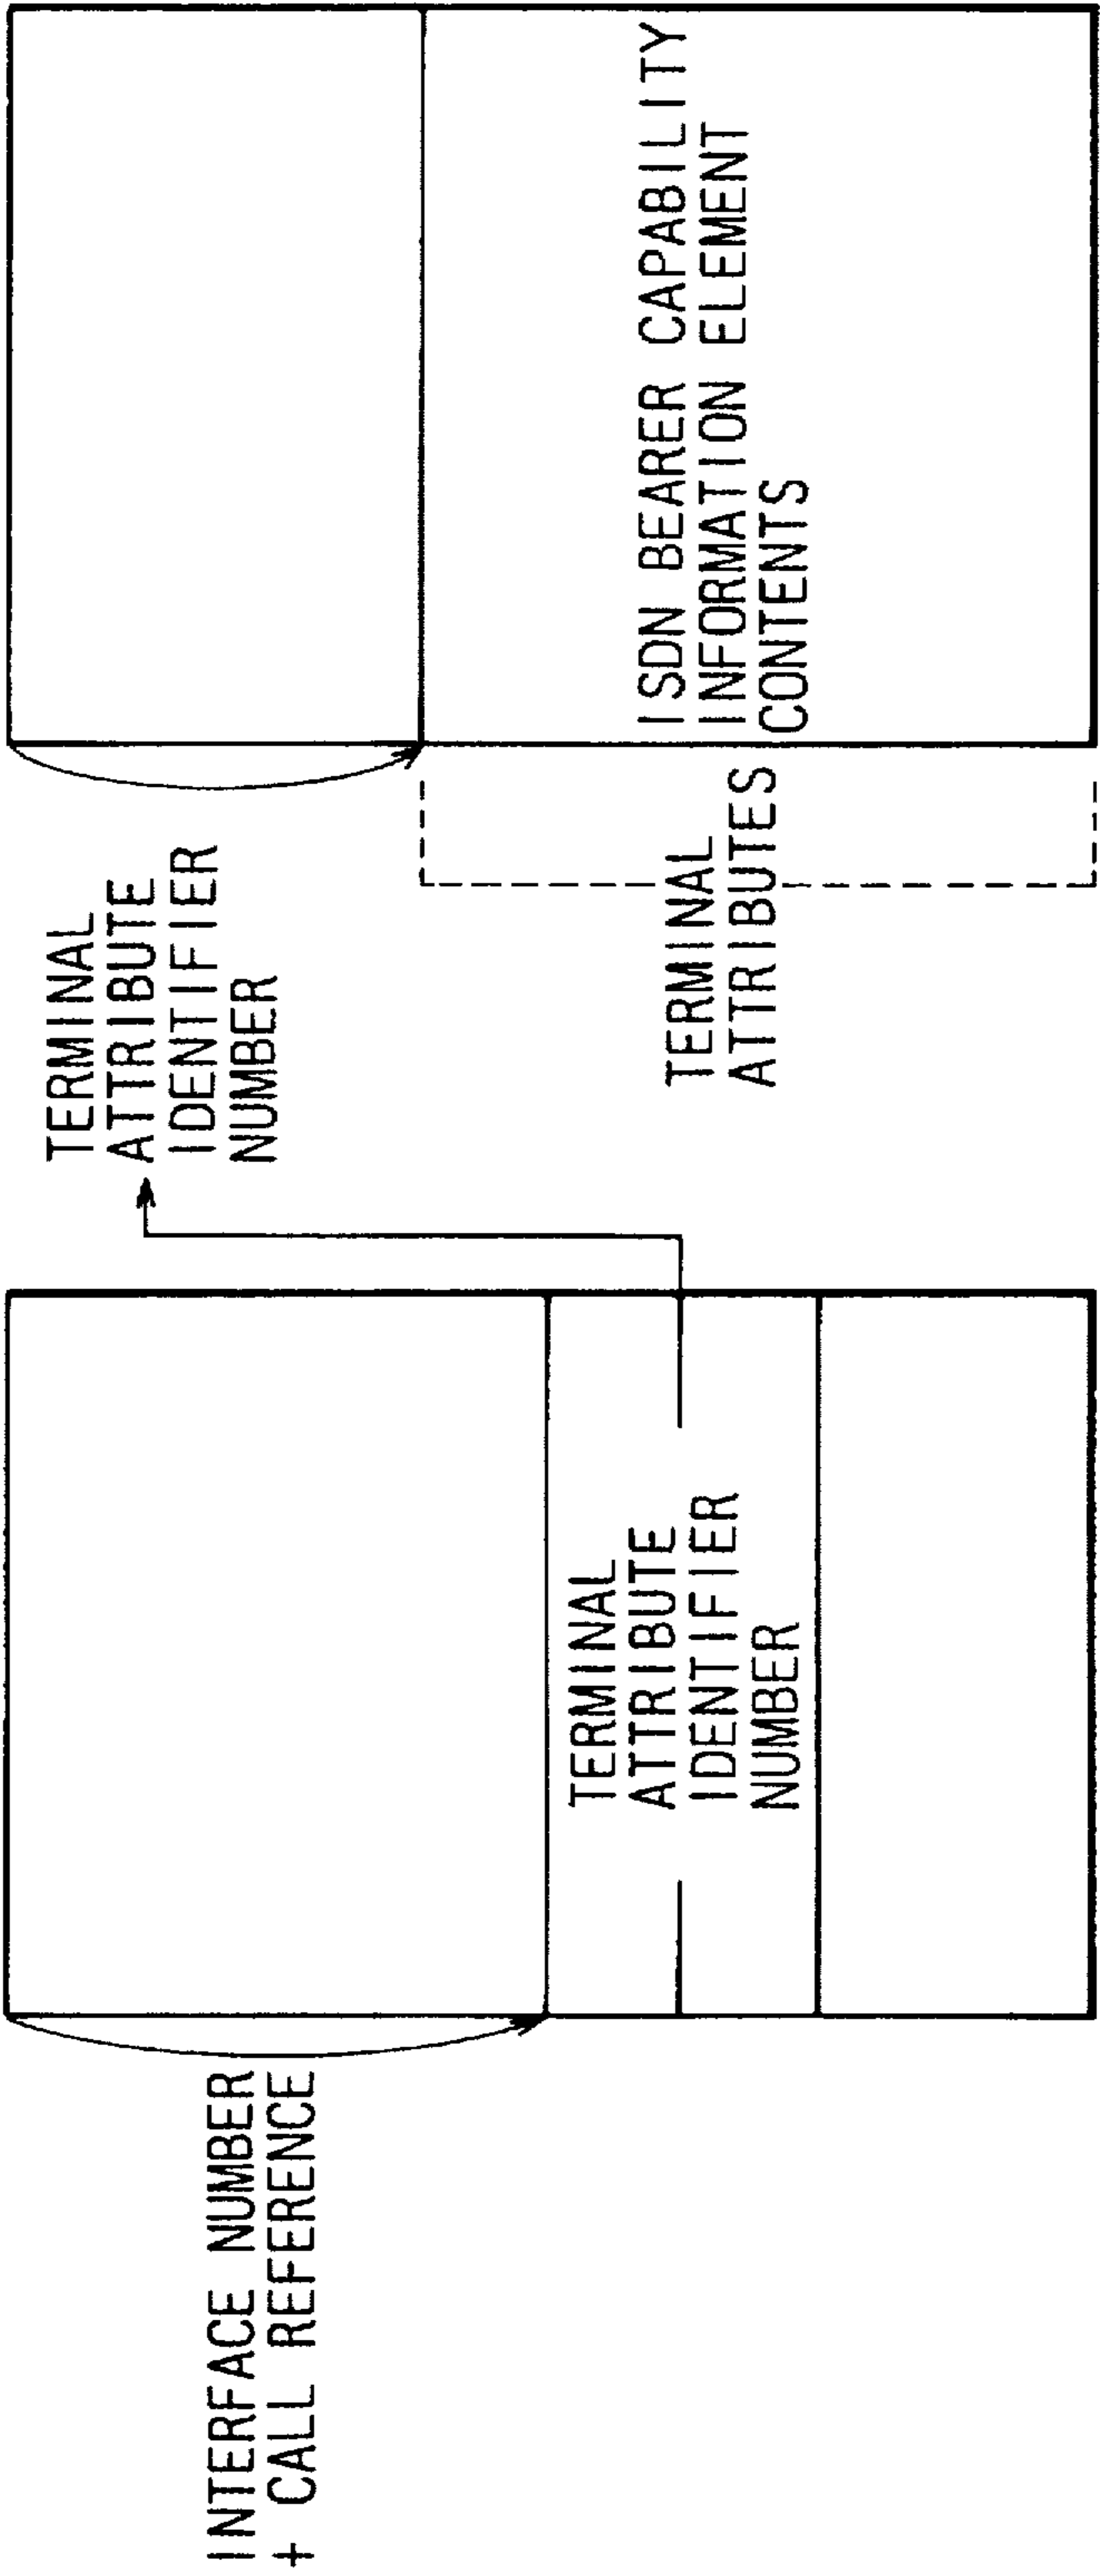 INTERFACE NUMBER
+ CALL REFERENCE
TERMINAL
ATTRIBUTE
IDENTIFIER
NUMBER
TERMINAL
ATTRIBUTE
IDENTIFIER
NUMBER
TERMINAL
ATTRIBUTES
ISDN BEARER CAPABILITY
INFORMATION ELEMENT
CONTENTS